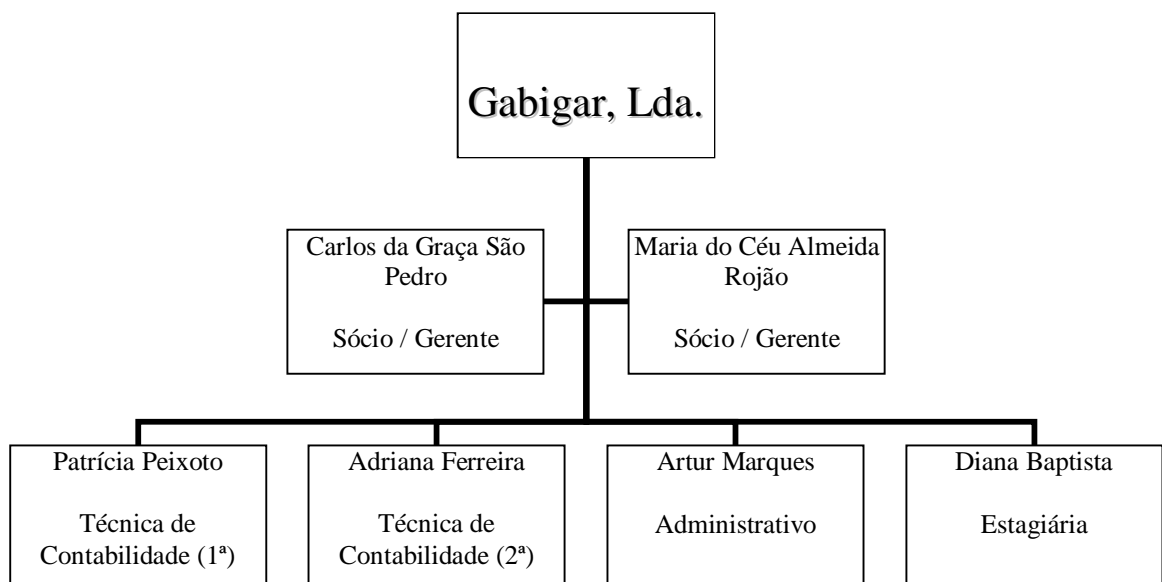 Gabigar, Lda.
Carlos da Graça São
Pedro
Sócio / Gerente
Maria do Céu Almeida
Rojão
Sócio / Gerente
Patrícia Peixoto
Técnica de
Contabilidade (1ª)
Adriana Ferreira
Técnica de
Contabilidade (2ª)
Artur Marques
Administrativo
Diana Baptista
Estagiária